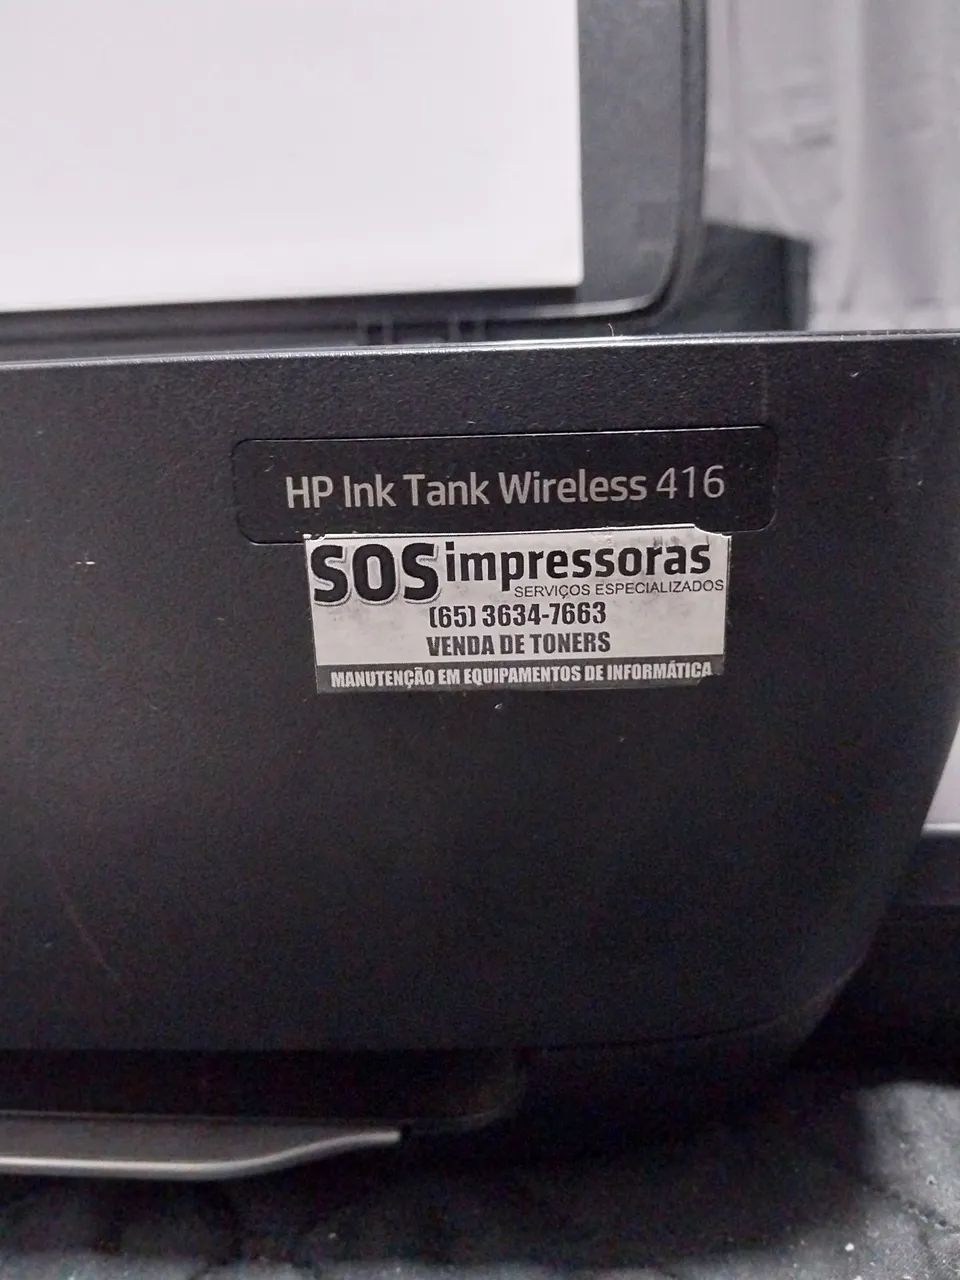 HP Ink Tank Wireless 416
SOS impressoras
SERVIÇOS ESPECIALIZADOS
(65) 3634-7663
VENDA DE TONERS
MANUTENÇÃO EM EQUIPAMENTOS DE INFORMÁTICA